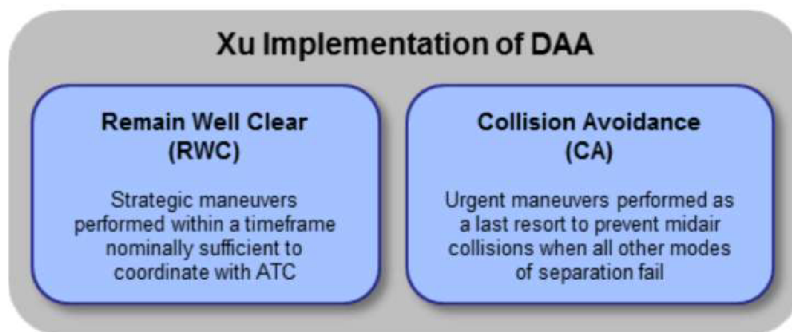 Xu Implementation of DAA
Remain Well Clear
(RWC)
Strategic maneuvers
performed within a timeframe
nominally sufficient to
coordinate with ATC
Collision Avoidance
(CA)
Urgent maneuvers performed as
a last resort to prevent midair
collisions when all other modes
of separation fail